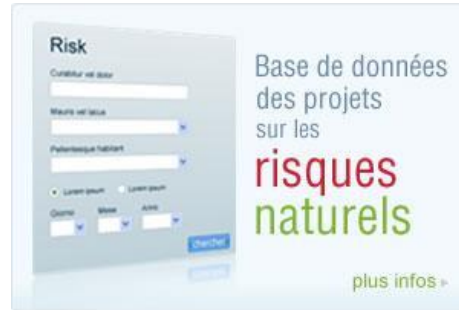 Risk
Curabitur vel dolor
Mauris vel lacus
Pellentesque habitant
Lorem ipsum Lorem ipsum
Giorno Mese Anno
chercher
Base de données
des projets
sur les
risques
naturels
plus infos